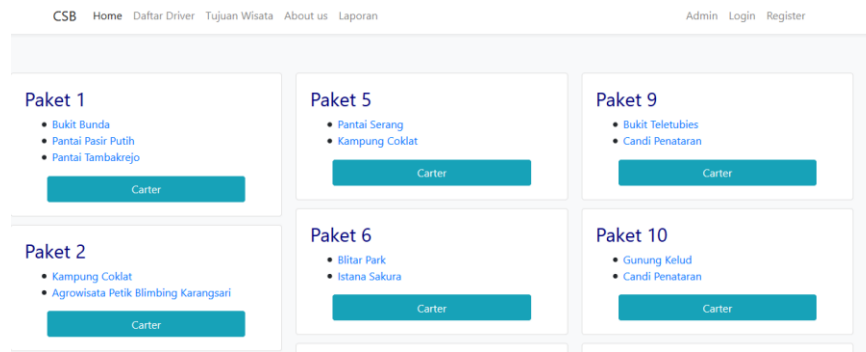 CSB Home Daftar Driver Tujuan Wisata About us Laporan Admin Login Register
Paket 1
Bukit Bunda
Pantai Pasir Putih
Pantai Tambakrejo
Carter
Paket 2
Kampung Coklat
Agrowisata Petik Blimbing Karangsari
Carter
Paket 5
Pantai Serang
Kampung Coklat
Carter
Paket 6
Blitar Park
Istana Sakura
Carter
Paket 9
Bukit Teletubies
Candi Penataran
Carter
Paket 10
Gunung Kelud
Candi Penataran
Carter